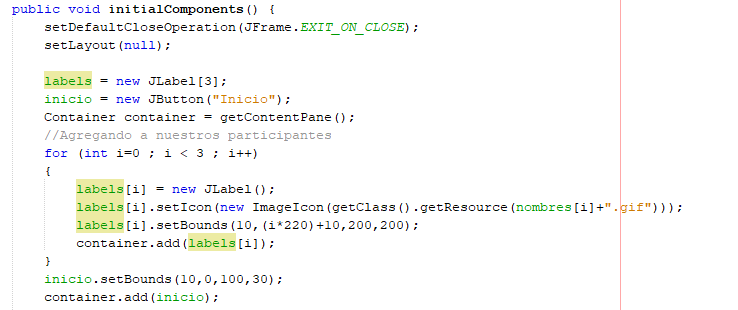 public void initialComponents() {
    setDefaultCloseOperation(JFrame.EXIT_ON_CLOSE);
    setLayout(null);

    labels = new JLabel[3];
    inicio = new JButton("Inicio");
    Container container = getContentPane();
    //Agregando a nuestros participantes
    for (int i=0 ; i < 3 ; i++)
    {
        labels[i] = new JLabel();
        labels[i].setIcon(new ImageIcon(getClass().getResource(nombres[i]+".gif")));
        labels[i].setBounds(10,(i*220)+10,200,200);
        container.add(labels[i]);
    }
    inicio.setBounds(10,0,100,30);
    container.add(inicio);